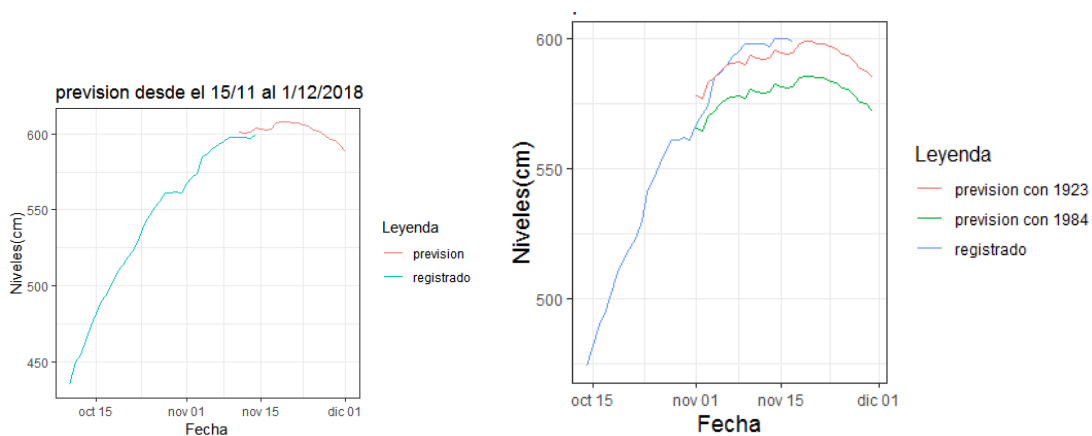 prevision desde el 15/11 al 1/12/2018
Niveles(cm)
600
550
500
450
oct 15
nov 01
nov 15
dic 01
Fecha
Leyenda
prevision
registrado
.
Niveles(cm)
600
550
500
oct 15
nov 01
nov 15
dic 01
Fecha
Leyenda
prevision con 1923
prevision con 1984
registrado